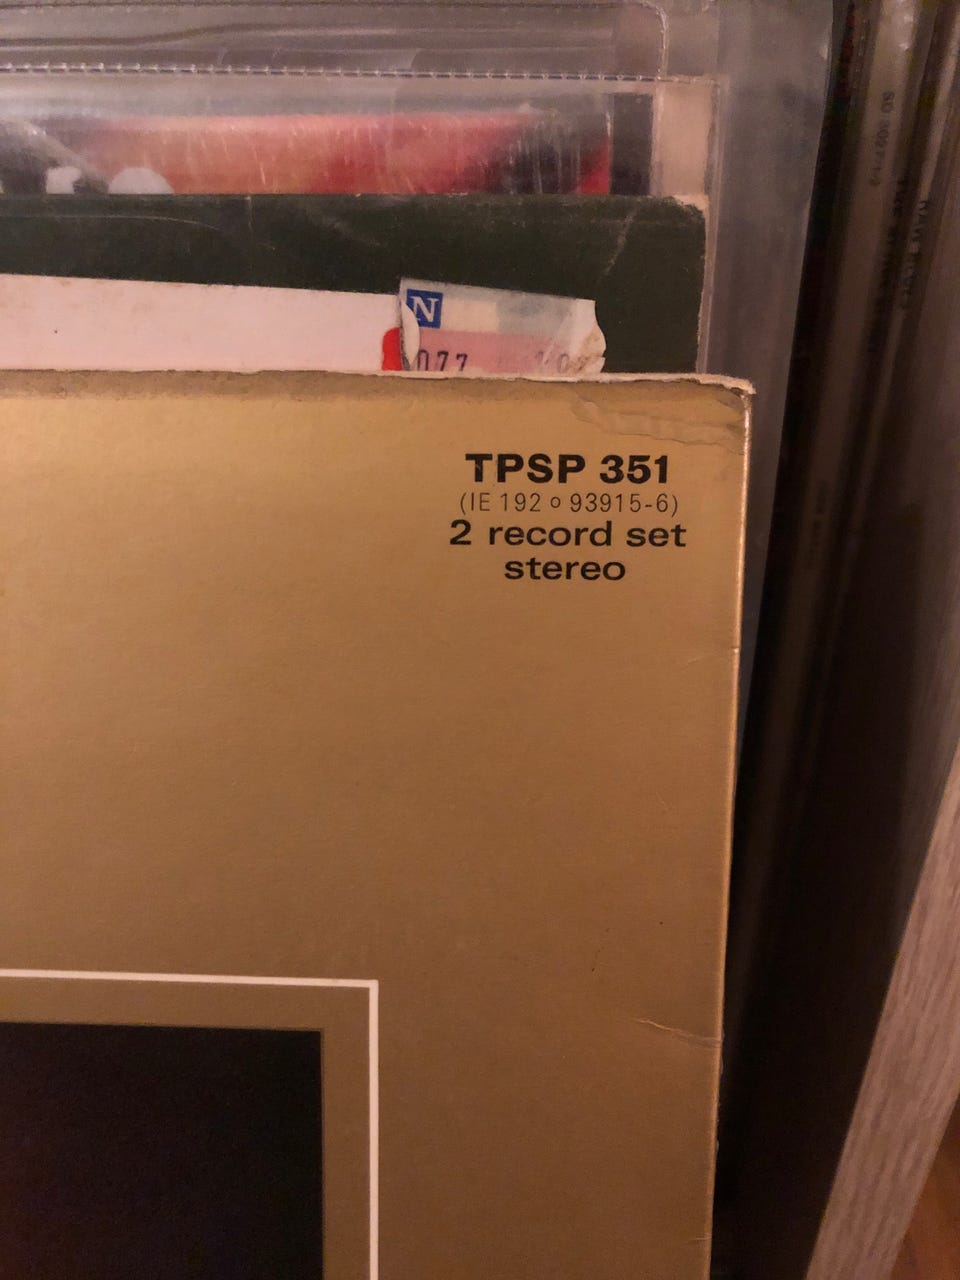 N
077
TPSP 351
(IE 192 o 93915-6)
2 record set
stereo